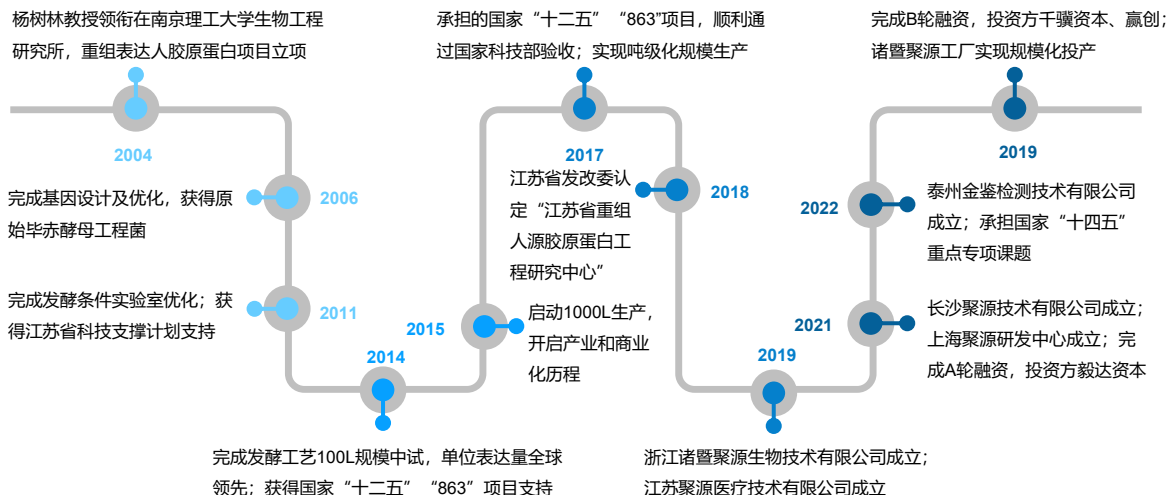 杨树林教授领衔在南京理工大学生物工程
研究所，重组表达人胶原蛋白项目立项
2004
完成基因设计及优化，获得原
始毕赤酵母工程菌
2006
完成发酵条件实验室优化；获
得江苏省科技支撑计划支持
2011
2014
完成发酵工艺100L规模中试，单位表达量全球
领先；获得国家“十二五”“863”项目支持
2015
启动1000L生产，
开启产业和商业
化历程
承担的国家“十二五”“863”项目，顺利通
过国家科技部验收；实现吨级化规模生产
2017
江苏省发改委认
定“江苏省重组
人源胶原蛋白工
程研究中心”
2018
2019
浙江诸暨聚源生物技术有限公司成立；
江苏聚源医疗技术有限公司成立
2021
长沙聚源技术有限公司成立；
上海聚源研发中心成立；完
成A轮融资，投资方毅达资本
2022
泰州金鉴检测技术有限公司
成立；承担国家“十四五”
重点专项课题
完成B轮融资，投资方千骥资本、赢创；
诸暨聚源工厂实现规模化投产
2019